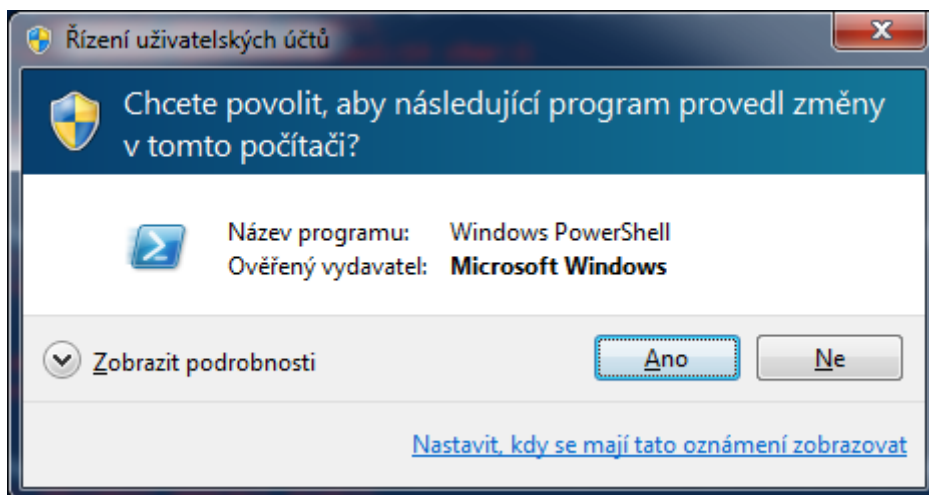 Řízení uživatelských účtů
Chcete povolit, aby následující program provedl změny
v tomto počítači?
Název programu: Windows PowerShell
Ověřený vydavatel: Microsoft Windows
Zobrazit podrobnosti
Ano
Ne
Nastavit, kdy se mají tato oznámení zobrazovat